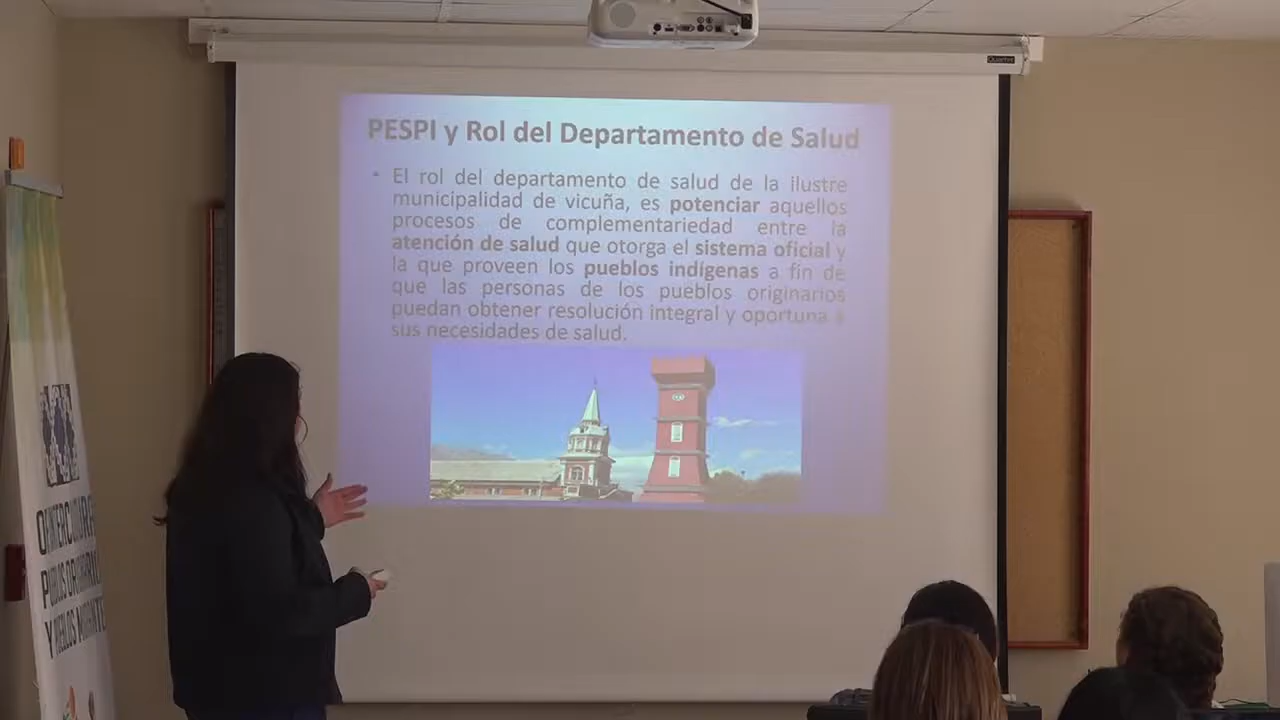 PESPI y Rol del Departamento de Salud
El rol del departamento de salud de la ilustre
municipalidad de vicuña, es potenciar aquellos
procesos de complementariedad entre la
atención de salud que otorga el sistema oficial y
la que proveen los pueblos indígenas a fin de
que las personas de los pueblos originarios
puedan obtener resolución integral y oportuna a
sus necesidades de salud.
Quartet